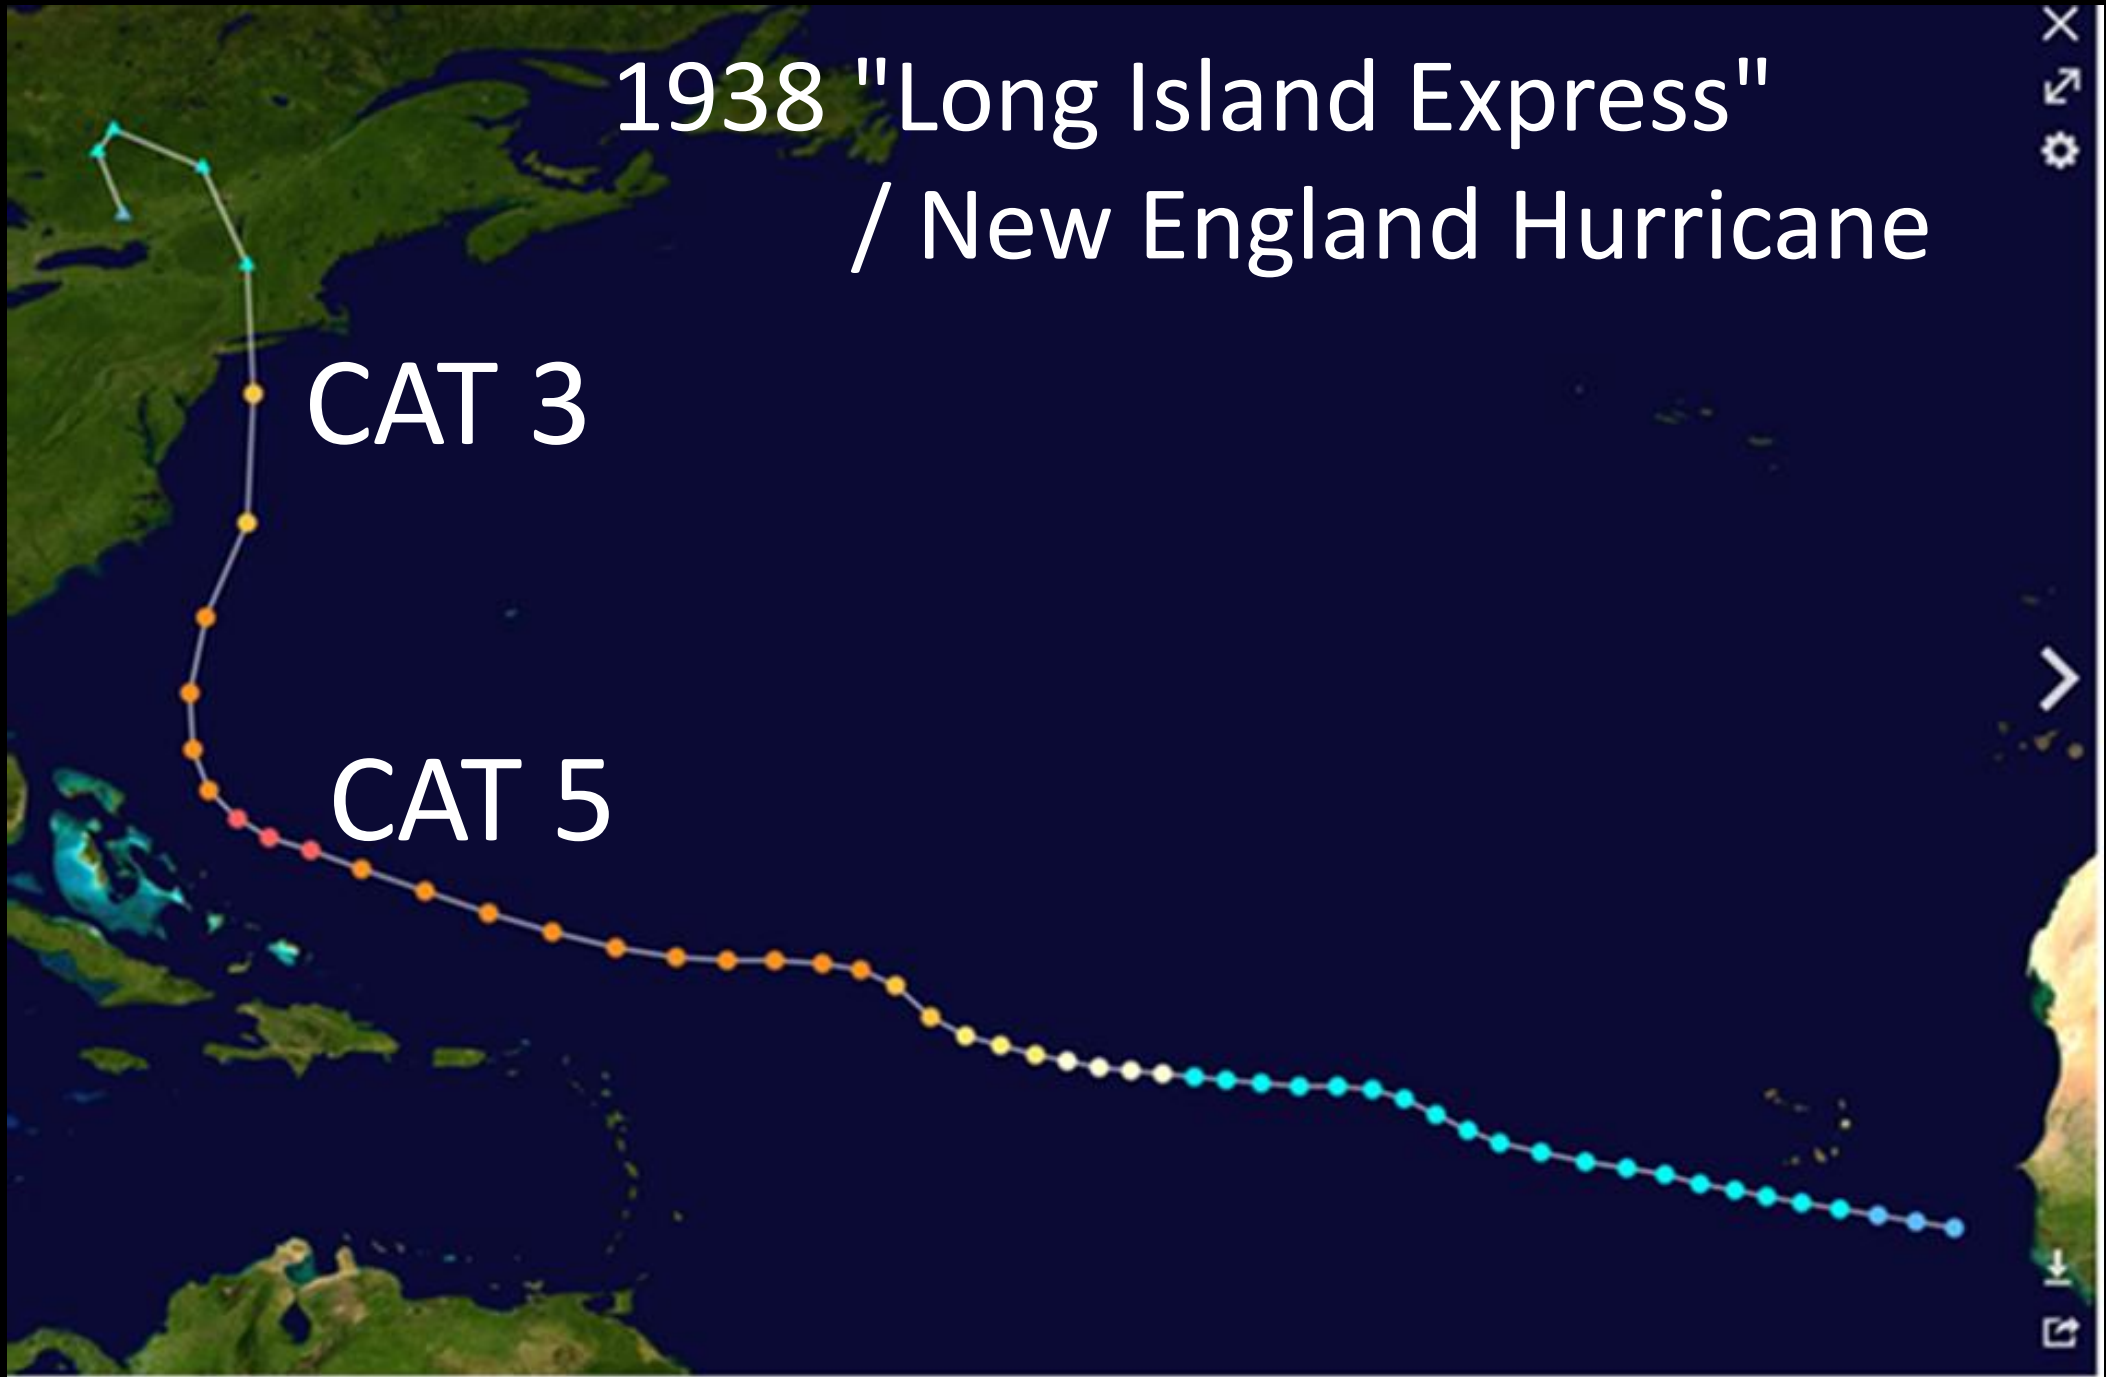 1938 "Long Island Express"
/ New England Hurricane
CAT 3
CAT 5